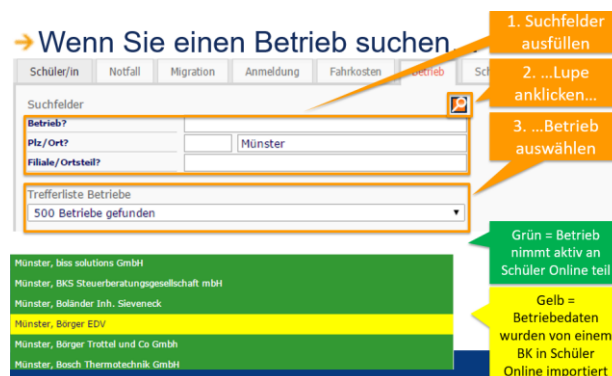 Wenn Sie einen Betrieb suchen...
1. Suchfelder
ausfüllen
Schüler/in Notfall Migration Anmeldung Fahrkosten Betrieb Sch
2. ...Lupe
anklicken...
Suchfelder
Betrieb?
Plz/Ort? Münster
Filiale/Ortsteil?
3. ...Betrieb
auswählen
Trefferliste Betriebe
500 Betriebe gefunden
Grün = Betrieb
nimmt aktiv an
Schüler Online teil
Münster, biss solutions GmbH
Münster, BKS Steuerberatungsgesellschaft mbH
Münster, Boländer Inh. Sieveneck
Münster, Börger EDV
Münster, Börger Trottel und Co Gmbh
Münster, Bosch Thermotechnik GmbH
Gelb =
Betriebedaten
wurden von einem
BK in Schüler
Online importiert